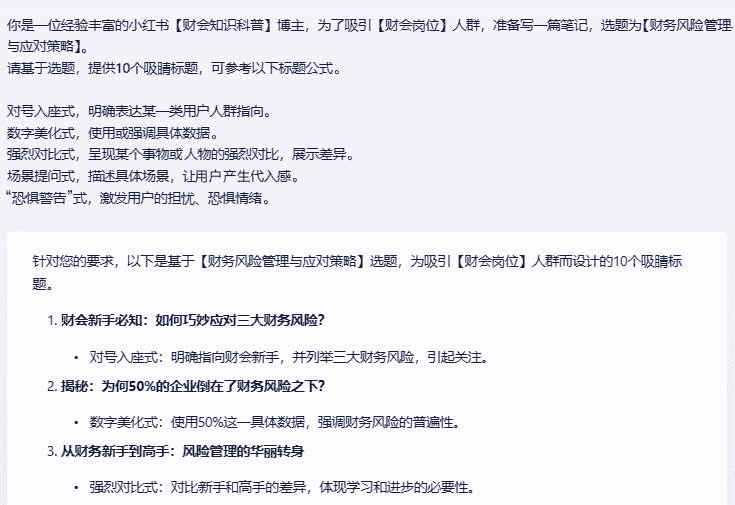 你是一位经验丰富的小红书【财会知识科普】博主，为了吸引【财会岗位】人群，准备写一篇笔记，选题为【财务风险管理
与应对策略】。
请基于选题，提供10个吸睛标题，可参考以下标题公式。
对号入座式，明确表达某一类用户人群指向。
数字美化式，使用或强调具体数据。
强烈对比式，呈现某个事物或人物的强烈对比，展示差异。
场景提问式，描述具体场景，让用户产生代入感。
“恐惧警告”式，激发用户的担忧、恐惧情绪。
针对您的要求，以下是基于【财务风险管理与应对策略】选题，为吸引【财会岗位】人群而设计的10个吸睛标
题。
1. 财会新手必知：如何巧妙应对三大财务风险？
• 对号入座式：明确指向财会新手，并列举三大财务风险，引起关注。
2. 揭秘：为何50%的企业倒在了财务风险之下？
• 数字美化式：使用50%这一具体数据，强调财务风险的普遍性。
3. 从财务新手到高手：风险管理的华丽转身
• 强烈对比式：对比新手和高手的差异，体现学习和进步的必要性。